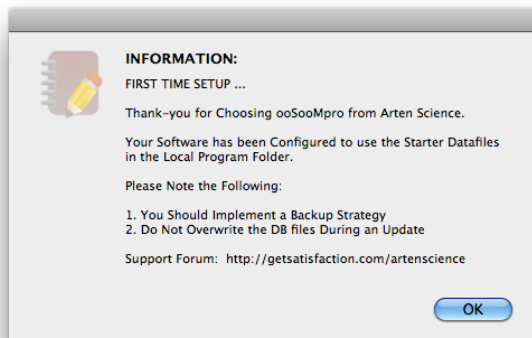 INFORMATION:
FIRST TIME SETUP ...
Thank-you for Choosing ooSooMpro from Arten Science.
Your Software has been Configured to use the Starter Datafiles
in the Local Program Folder.
Please Note the Following:
1. You Should Implement a Backup Strategy
2. Do Not Overwrite the DB files During an Update
Support Forum:  http://getsatisfaction.com/artenscience
OK